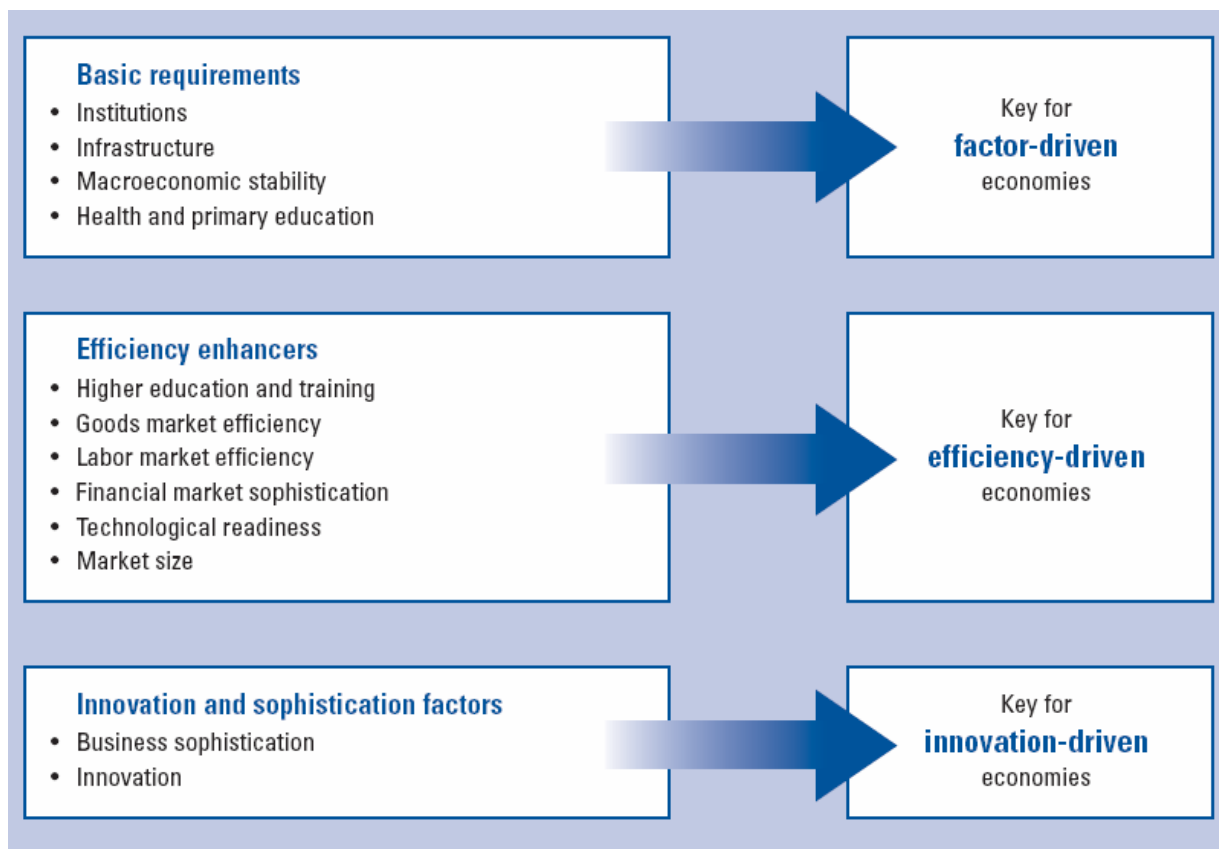 Basic requirements
• Institutions
• Infrastructure
• Macroeconomic stability
• Health and primary education
Key for
factor-driven
economies
Efficiency enhancers
• Higher education and training
• Goods market efficiency
• Labor market efficiency
• Financial market sophistication
• Technological readiness
• Market size
Key for
efficiency-driven
economies
Innovation and sophistication factors
• Business sophistication
• Innovation
Key for
innovation-driven
economies